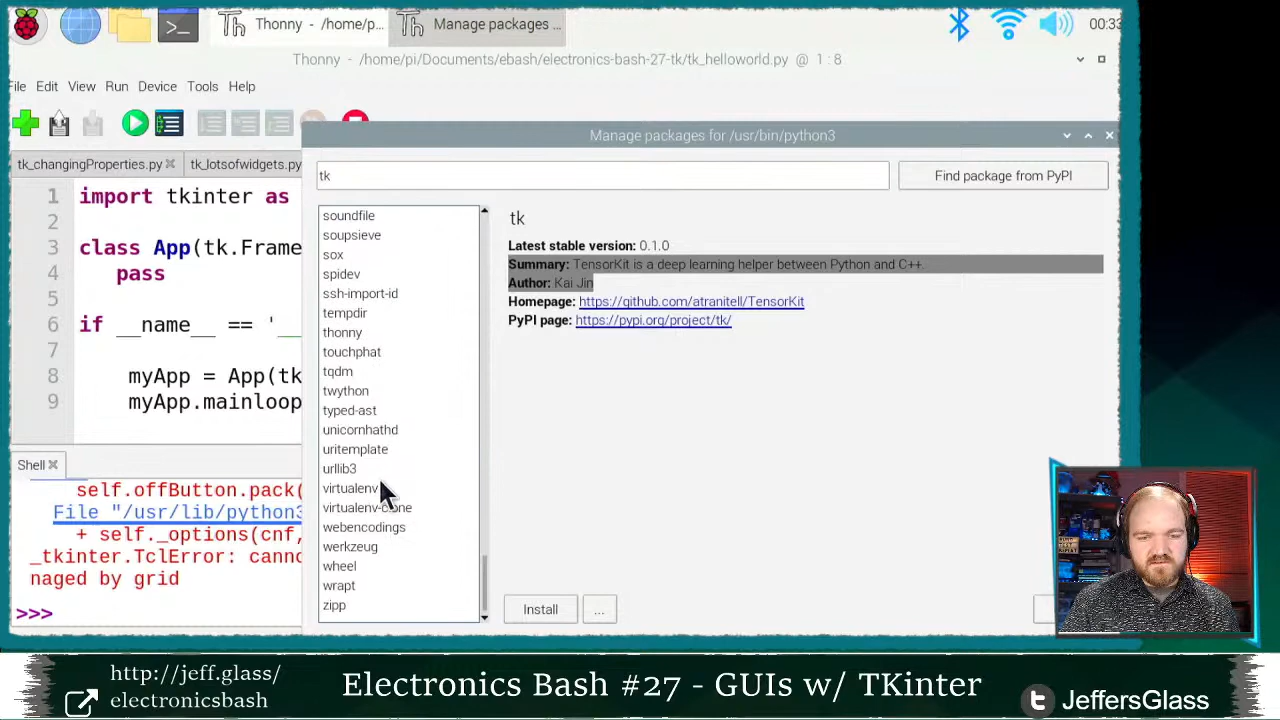 Thonny - /home/p...
Manage packages ...
00:33
Thonny - /home/pi/Documents/ebash/electronics-bash-27-tk/tk_helloworld.py @ 1 : 8
File Edit View Run Device Tools Help
Manage packages for /usr/bin/python3
tk_changingProperties.py
tk_lotsofwidgets.py
tk
Find package from PyPI
1 import tkinter as
2
3 class App(tk.Frame
4 pass
5
6 if __name__ == '__
7
8 myApp = App(tk
9 myApp.mainloop
soundfile
soupsieve
sox
spidev
ssh-import-id
tempdir
thonny
touchphat
tqdm
twython
typed-ast
unicornhathd
uritemplate
urllib3
virtualenv
virtualenv-clone
webencodings
werkzeug
wheel
wrapt
zipp
tk
Latest stable version: 0.1.0
Summary: TensorKit is a deep learning helper between Python and C++.
Author: Kai Jin
Homepage: https://github.com/atranitell/TensorKit
PyPI page: https://pypi.org/project/tk/
Install
...
Shell
self.offButton.pack(
File "/usr/lib/python3
+ self._options(cnf,
_tkinter.TclError: canno
naged by grid
>>>
http://jeff.glass/
electronicsbash
Electronics Bash #27 - GUIs w/ TKinter
JeffersGlass